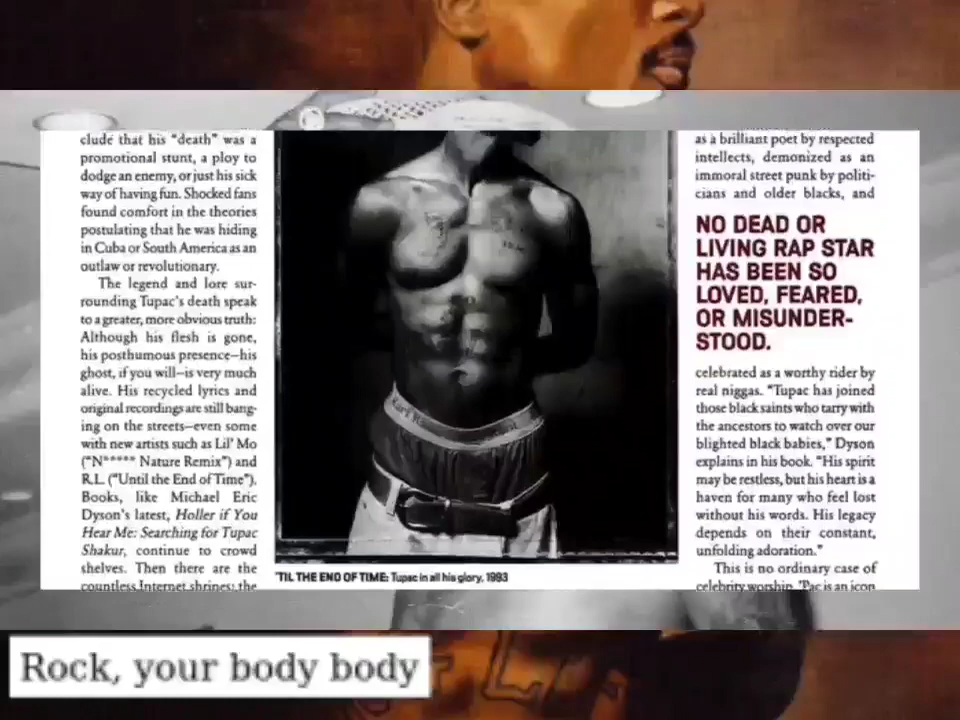 clude that his "death" was a
promotional stunt, a ploy to
dodge an enemy, or just his sick
way of having fun. Shocked fans
found comfort in the theories
postulating that he was hiding
in Cuba or South America as an
outlaw or revolutionary.
The legend and lore sur-
rounding Tupac's death speak
to a greater, more obvious truth:
Although his flesh is gone,
his posthumous presence—his
ghost, if you will—is very much
alive. His recycled lyrics and
original recordings are still bang-
ing on the streets—even some
with new artists such as Lil' Mo
("N***** Nature Remix") and
R.L. ("Until the End of Time").
Books, like Michael Eric
Dyson's latest, Holler if You
Hear Me: Searching for Tupac
Shakur, continue to crowd
shelves. Then there are the
countless Internet shrines; the
'TIL THE END OF TIME: Tupac in all his glory, 1993
as a brilliant poet by respected
intellects, demonized as an
immoral street punk by politi-
cians and older blacks, and
NO DEAD OR
LIVING RAP STAR
HAS BEEN SO
LOVED, FEARED,
OR MISUNDER-
STOOD.
celebrated as a worthy rider by
real niggas. "Tupac has joined
those black saints who tarry with
the ancestors to watch over our
blighted black babies," Dyson
explains in his book. "His spirit
may be restless, but his heart is a
haven for many who feel lost
without his words. His legacy
depends on their constant,
unfolding adoration."
This is no ordinary case of
celebrity worship. 'Pac is an icon
Rock, your body body